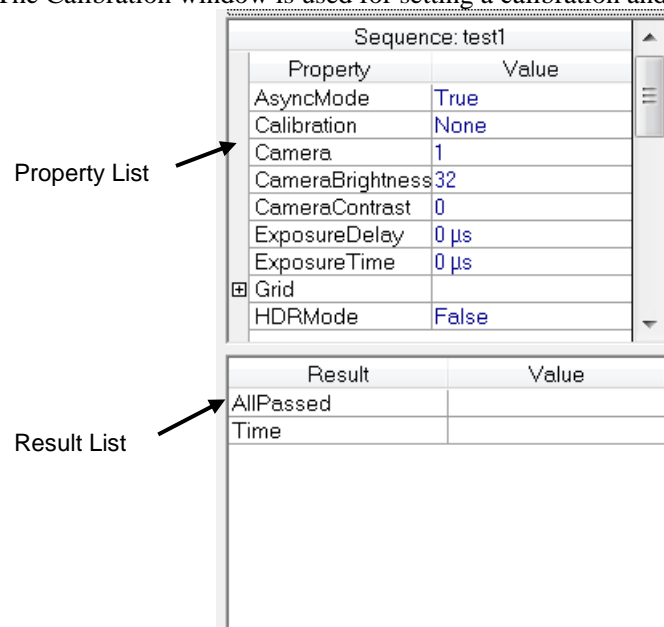 The Calibration window is used for setting a calibration and
Sequence: test1
Property Value
AsyncMode True
Calibration None
Camera 1
CameraBrightness 32
CameraContrast 0
ExposureDelay 0 µs
ExposureTime 0 µs
Grid
HDRMode False
Property List
Result Value
AllPassed
Time
Result List